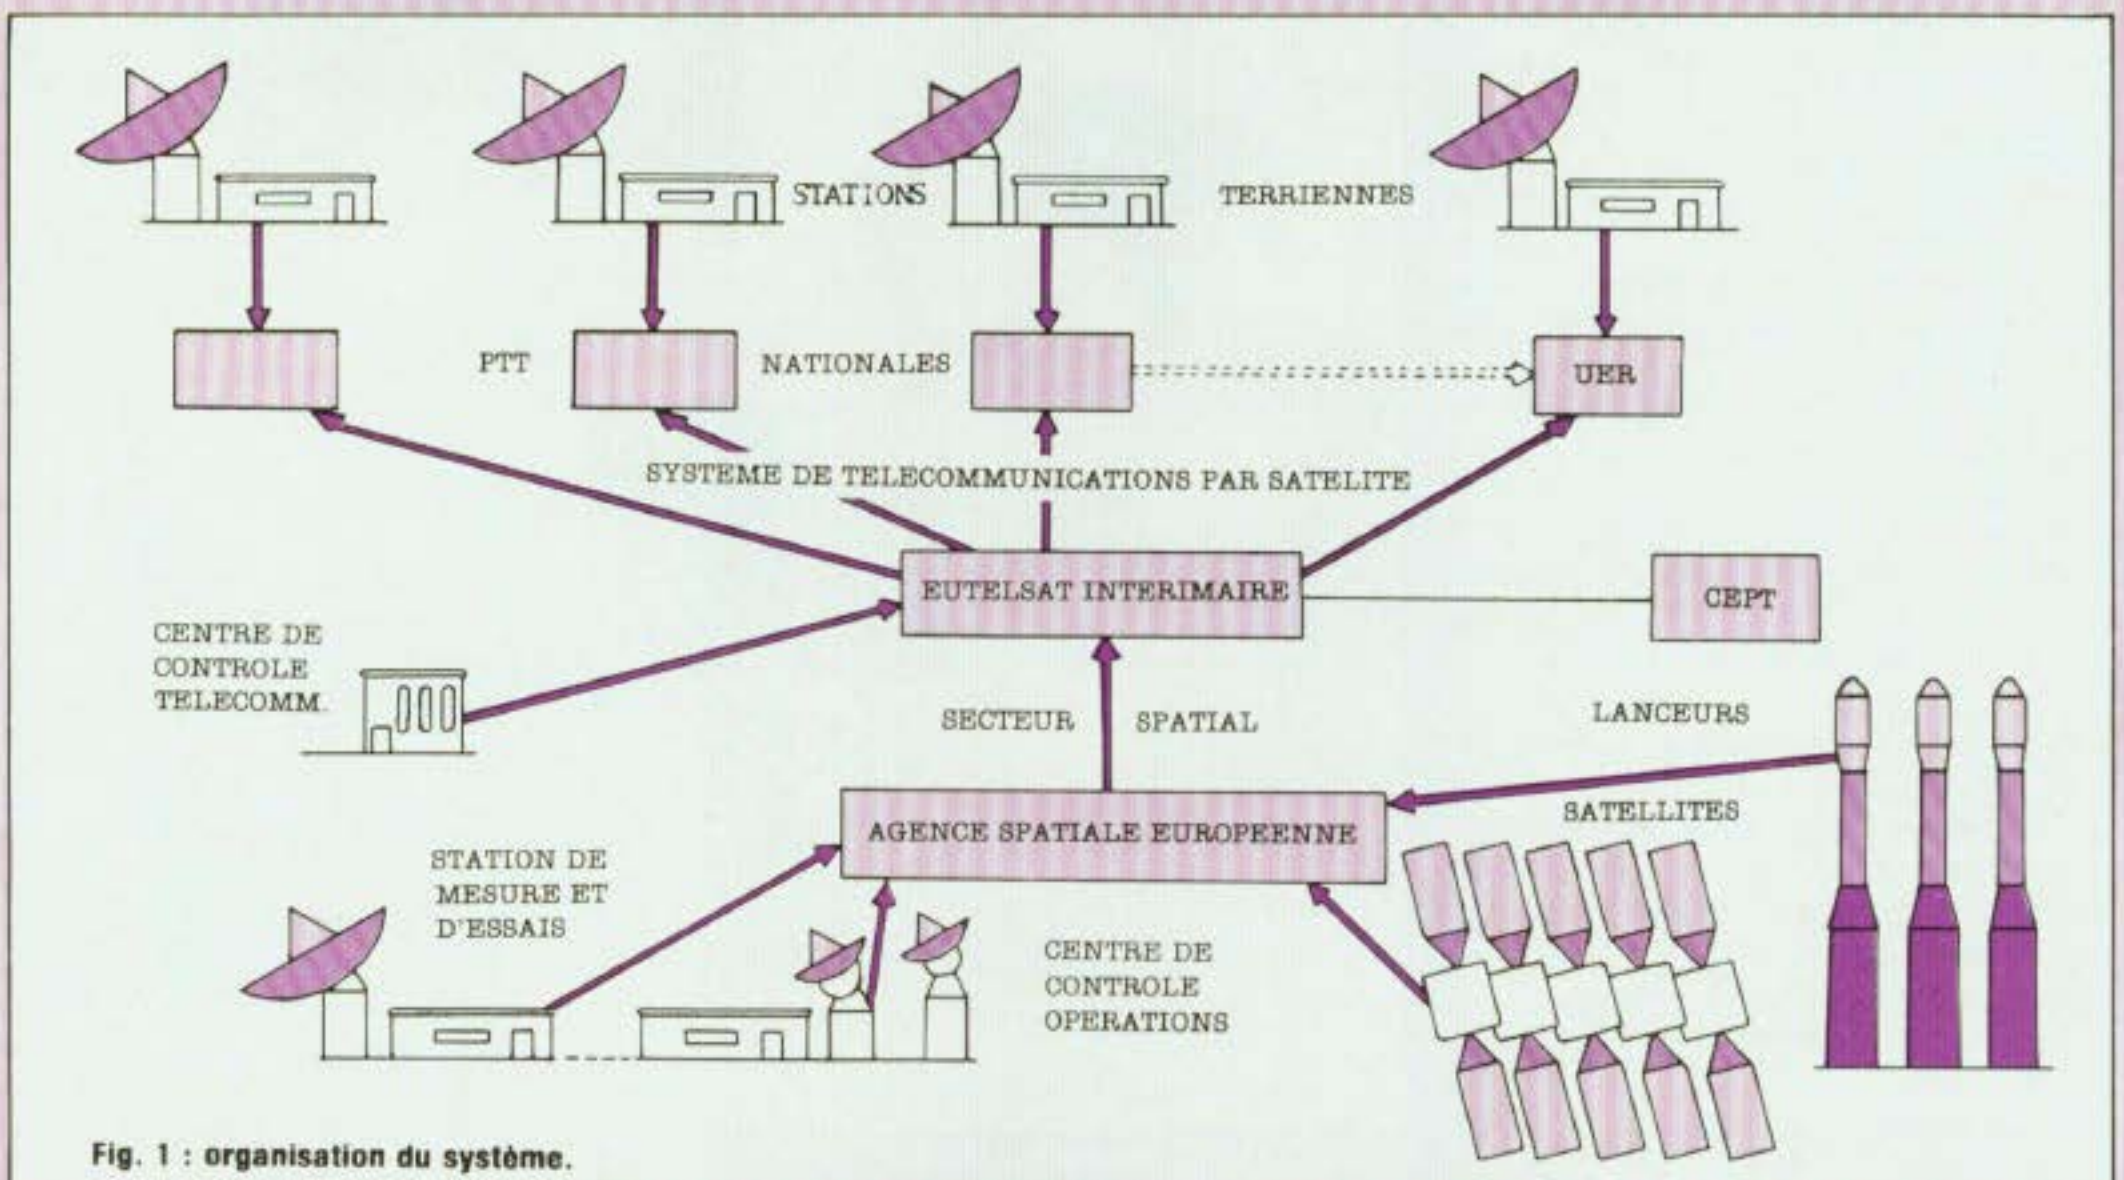 STATIONS TERRIENNES
PTT NATIONALES
UER
SYSTEME DE TELECOMMUNICATIONS PAR SATELITE
EUTELSAT INTERIMAIRE
CEPT
CENTRE DE
CONTROLE
TELECOMM.
SECTEUR SPATIAL
LANCEURS
SATELLITES
AGENCE SPATIALE EUROPEENNE
STATION DE
MESURE ET
D'ESSAIS
CENTRE DE
CONTROLE
OPERATIONS
Fig. 1 : organisation du système.